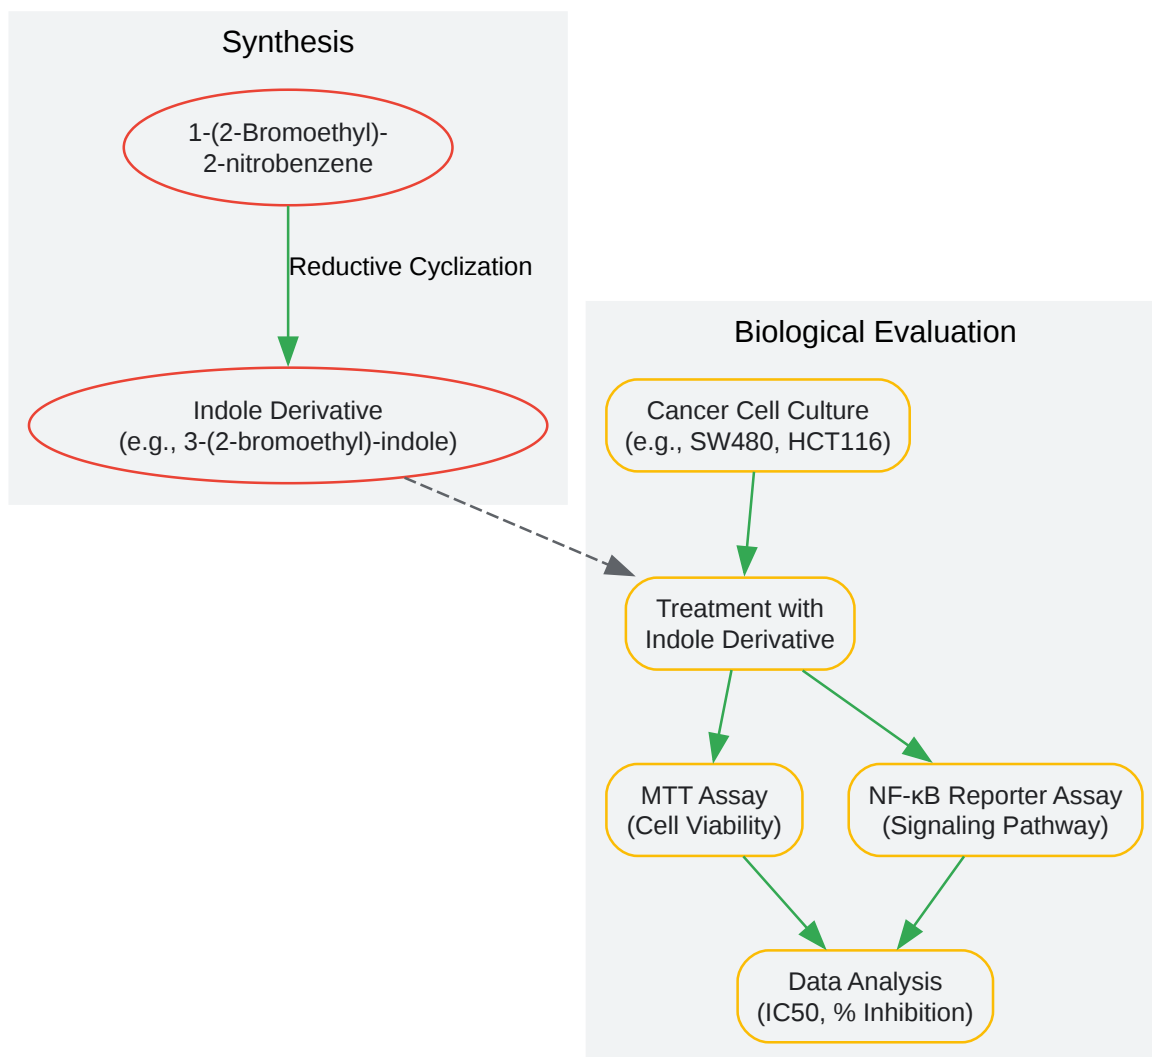 Synthesis
1-(2-Bromoethyl)-
2-nitrobenzene
Reductive Cyclization
Indole Derivative
(e.g., 3-(2-bromoethyl)-indole)
Biological Evaluation
Cancer Cell Culture
(e.g., SW480, HCT116)
Treatment with
Indole Derivative
MTT Assay
(Cell Viability)
NF-κB Reporter Assay
(Signaling Pathway)
Data Analysis
(IC50, % Inhibition)